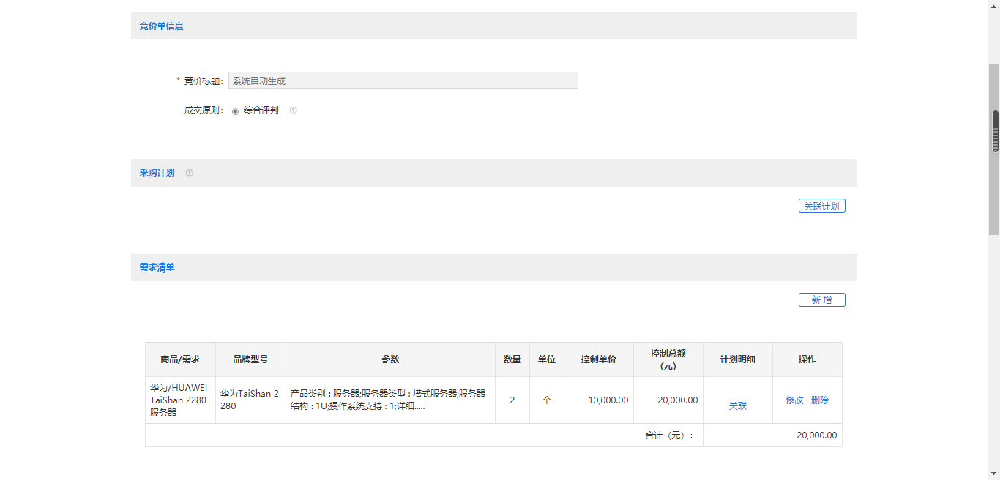 竞价单信息
* 竞价标题： 系统自动生成
成交原则： 综合评判
采购计划
关联计划
需求清单
新 增
商品/需求 品牌型号 参数 数量 单位 控制单价 控制总额（元） 计划明细 操作
华为/HUAWEI TaiShan 2280 服务器 华为TaiShan 2280 产品类别：服务器;服务器类型：塔式服务器;服务器结构：1U;操作系统支持：1;详细..... 2 个 10,000.00 20,000.00 关联 修改 删除
合计（元）： 20,000.00